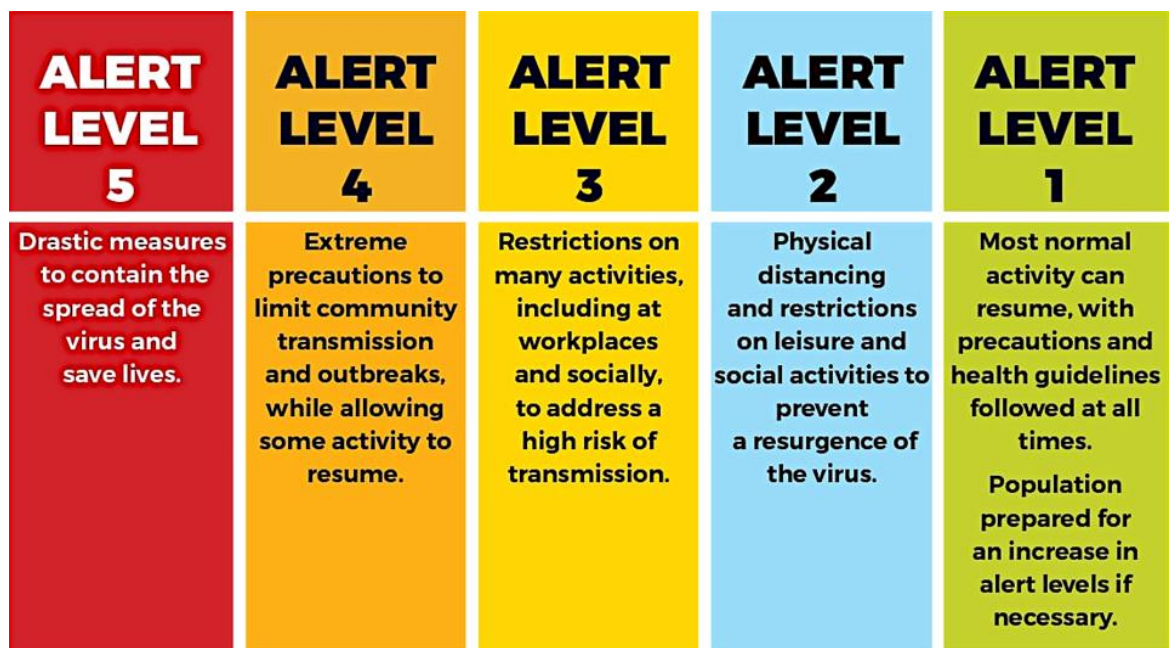 ALERT
LEVEL
5
Drastic measures
to contain the
spread of the
virus and
save lives.
ALERT
LEVEL
4
Extreme
precautions to
limit community
transmission
and outbreaks,
while allowing
some activity to
resume.
ALERT
LEVEL
3
Restrictions on
many activities,
including at
workplaces
and socially,
to address a
high risk of
transmission.
ALERT
LEVEL
2
Physical
distancing
and restrictions
on leisure and
social activities to
prevent
a resurgence of
the virus.
ALERT
LEVEL
1
Most normal
activity can
resume, with
precautions and
health guidelines
followed at all
times.
Population
prepared for
an increase in
alert levels if
necessary.